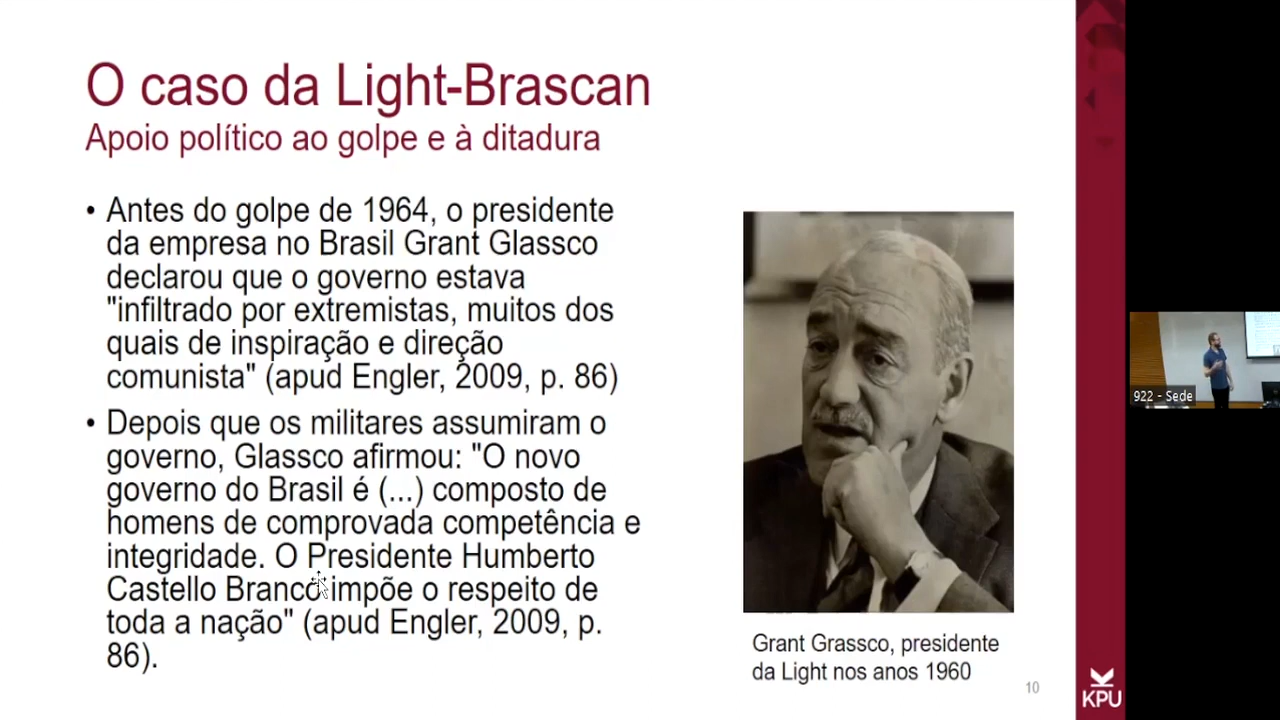 O caso da Light-Brascan
Apoio político ao golpe e à ditadura
• Antes do golpe de 1964, o presidente
da empresa no Brasil Grant Glassco
declarou que o governo estava
"infiltrado por extremistas, muitos dos
quais de inspiração e direção
comunista" (apud Engler, 2009, p. 86)
• Depois que os militares assumiram o
governo, Glassco afirmou: "O novo
governo do Brasil é (...) composto de
homens de comprovada competência e
integridade. O Presidente Humberto
Castello Branco impõe o respeito de
toda a nação" (apud Engler, 2009, p.
86).
Grant Grassco, presidente
da Light nos anos 1960
10
KPU
922 - Sede